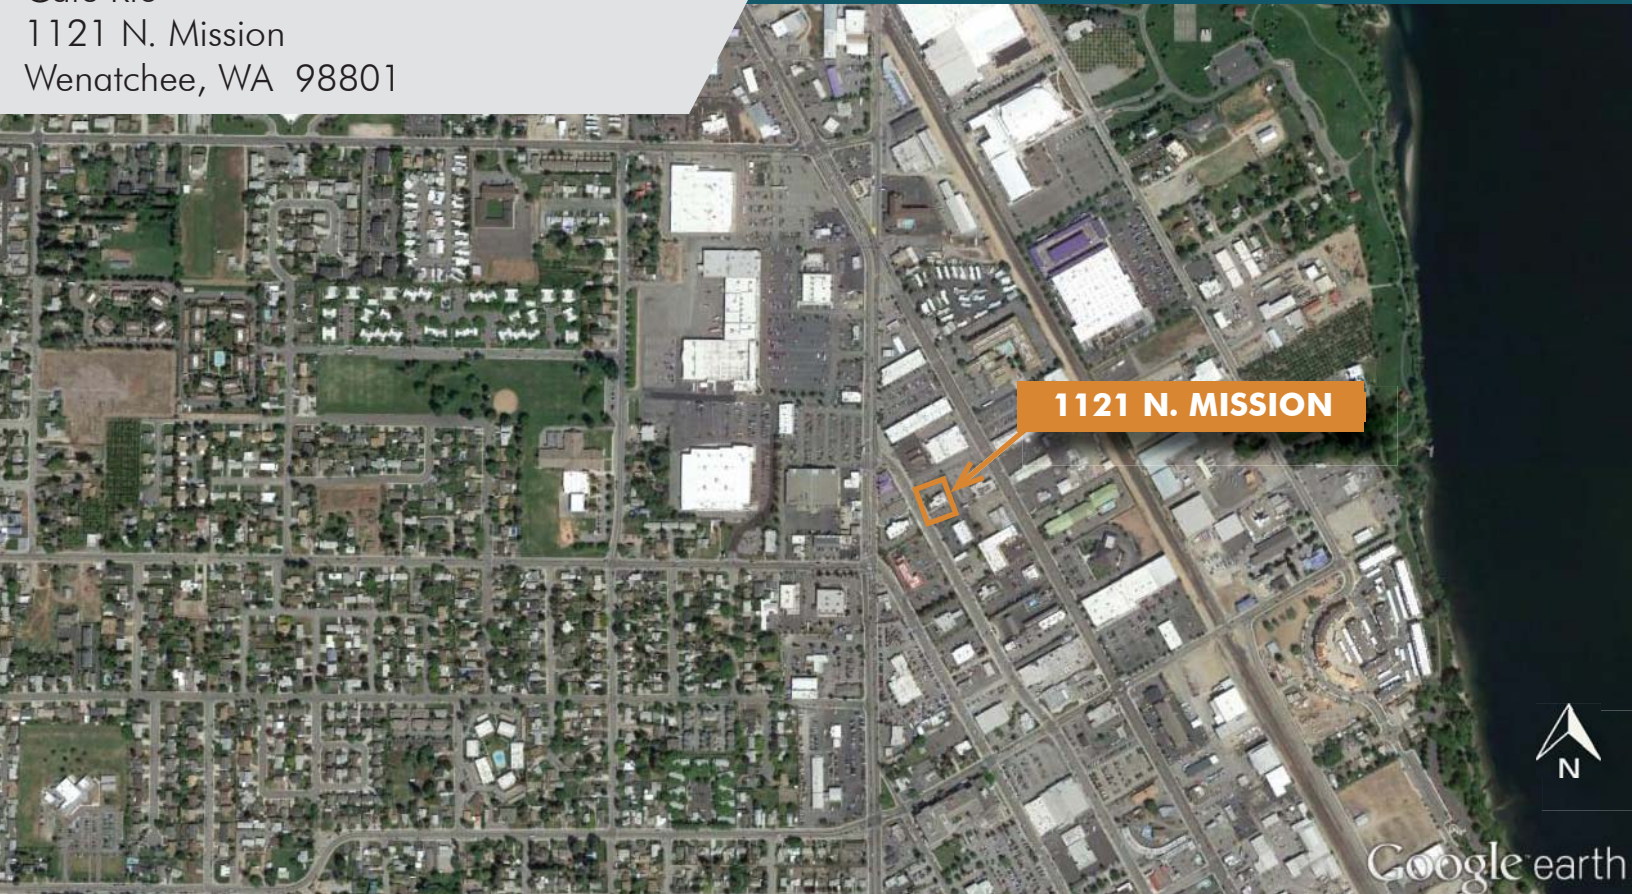 1121 N. Mission
Wenatchee, WA 98801
1121 N. MISSION
N
Google earth